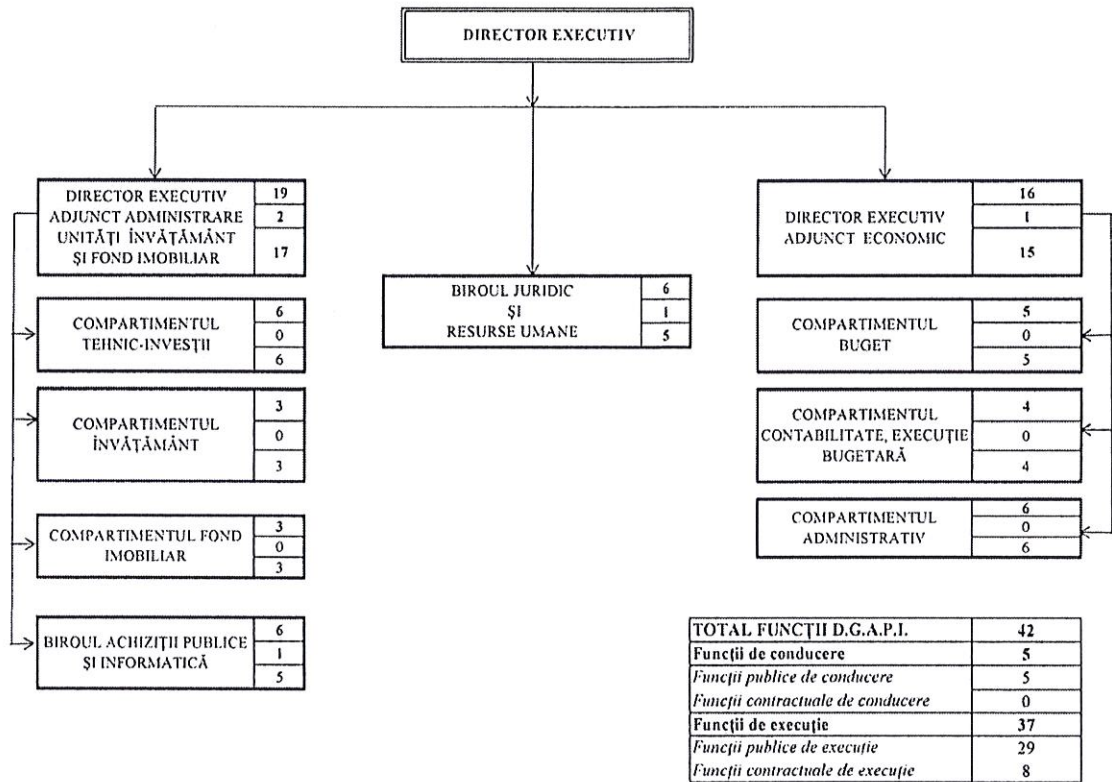 DIRECTOR EXECUTIV
DIRECTOR EXECUTIV
ADJUNCT ADMINISTRARE
UNITĂȚI ÎNVĂȚĂMÂNT
ȘI FOND IMOBILIAR
19
2
17
COMPARTIMENTUL
TEHNIC-INVESTII
6
0
6
COMPARTIMENTUL
ÎNVĂȚĂMÂNT
3
0
3
COMPARTIMENTUL FOND
IMOBILIAR
3
0
3
BIROUL ACHIZIȚII PUBLICE
ȘI INFORMATICĂ
6
1
5
BIROUL JURIDIC
ȘI
RESURSE UMANE
6
1
5
DIRECTOR EXECUTIV
ADJUNCT ECONOMIC
16
1
15
COMPARTIMENTUL
BUGET
5
0
5
COMPARTIMENTUL
CONTABILITATE, EXECUȚIE
BUGETARĂ
4
0
4
COMPARTIMENTUL
ADMINISTRATIV
6
0
6
TOTAL FUNCȚII D.G.A.P.I. 42
Funcții de conducere 5
Funcții publice de conducere 5
Funcții contractuale de conducere 0
Funcții de execuție 37
Funcții publice de execuție 29
Funcții contractuale de execuție 8